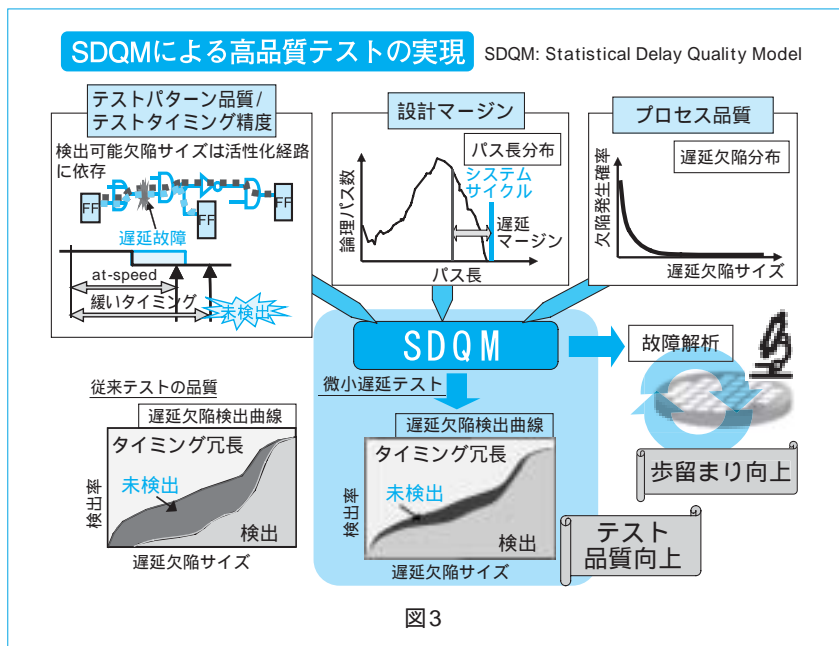 SDQMによる高品質テストの実現
SDQM: Statistical Delay Quality Model
テストパターン品質/
テストタイミング精度
検出可能欠陥サイズは活性化経路
に依存
FF
FF
FF
遅延故障
at-speed
緩いタイミング
未検出
設計マージン
パス長分布
システム
サイクル
遅延
マージン
論理パス数
パス長
プロセス品質
遅延欠陥分布
欠陥発生確率
遅延欠陥サイズ
SDQM
故障解析
微小遅延テスト
従来テストの品質
遅延欠陥検出曲線
タイミング冗長
未検出
検出
検出率
遅延欠陥サイズ
遅延欠陥検出曲線
タイミング冗長
未検出
検出
検出率
遅延欠陥サイズ
歩留まり向上
テスト
品質向上
図3